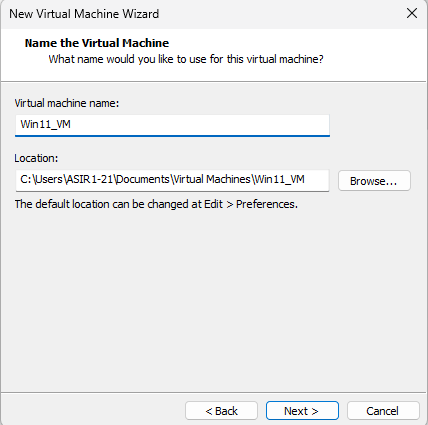 New Virtual Machine Wizard
Name the Virtual Machine
What name would you like to use for this virtual machine?
Virtual machine name:
Win11_VM
Location:
C:\Users\ASIR1-21\Documents\Virtual Machines\Win11_VM
Browse...
The default location can be changed at Edit > Preferences.
< Back
Next >
Cancel